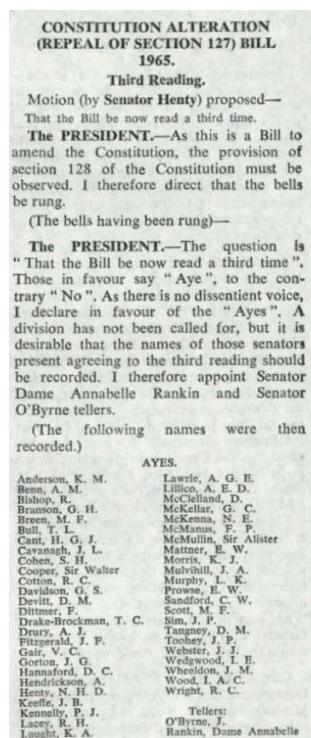 CONSTITUTION ALTERATION
(REPEAL OF SECTION 127) BILL
1965.
Third Reading.
Motion (by Senator Henty) proposed—
That the Bill be now read a third time.
The PRESIDENT.—As this is a Bill to
amend the Constitution, the provision of
section 128 of the Constitution must be
observed. I therefore direct that the bells
be rung.
(The bells having been rung)—
The PRESIDENT.—The question is
“ That the Bill be now read a third time ”.
Those in favour say “ Aye ”, to the con-
trary “ No ”. As there is no dissentient voice,
I declare in favour of the “ Ayes ”. A
division has not been called for, but it is
desirable that the names of those senators
present agreeing to the third reading should
be recorded. I therefore appoint Senator
Dame Annabelle Rankin and Senator
O'Byrne tellers.
(The following names were then
recorded.)
AYES.
Anderson, K. M.
Benn, A. M.
Bishop, R.
Branson, G. H.
Breen, M. F.
Bull, T. L.
Cant, H. G. J.
Cavanagh, J. L.
Cohen, S. H.
Cooper, Sir Walter
Cotton, R. C.
Davidson, G. S.
Devitt, D. M.
Dittmer, F.
Drake-Brockman, T. C.
Drury, A. J.
Fitzgerald, J. F.
Gair, V. C.
Gorton, J. G.
Hannaford, D. C.
Hendrickson, A.
Henty, N. H. D.
Keeffe, J. B.
Kennelly, P. J.
Lacey, R. H.
Laught, K. A.
Lawrie, A. G. E.
Lillico, A. E. D.
McClelland, D.
McKellar, G. C.
McKenna, N. E.
McManus, F. P.
McMullin, Sir Alister
Mattner, E. W.
Morris, K. J.
Mulvihill, J. A.
Murphy, L. K.
Prowse, E. W.
Sandford, C. W.
Scott, M. F.
Sim, J. P.
Tangney, D. M.
Toohey, J. P.
Webster, J. J.
Wedgwood, I. E.
Wheeldon, J. M.
Wood, I. A. C.
Wright, R. C.
Tellers:
O'Byrne, J.
Rankin, Dame Annabelle